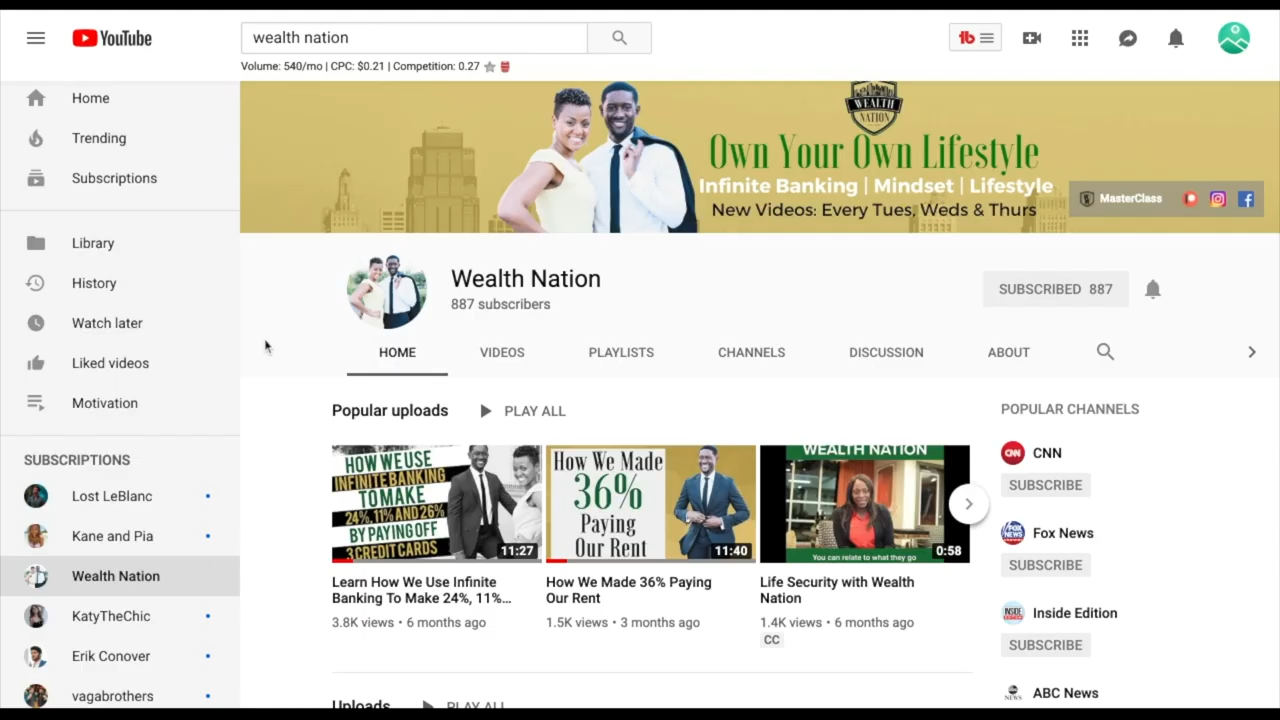 YouTube
wealth nation
Volume: 540/mo | CPC: $0.21 | Competition: 0.27
Home
Trending
Subscriptions
Library
History
Watch later
Liked videos
Motivation
SUBSCRIPTIONS
Lost LeBlanc
Kane and Pia
Wealth Nation
KatyTheChic
Erik Conover
vagabrothers
WEALTH
NATION
Own Your Own Lifestyle
Infinite Banking | Mindset | Lifestyle
New Videos: Every Tues, Weds & Thurs
MasterClass
Wealth Nation
887 subscribers
SUBSCRIBED 887
HOME
VIDEOS
PLAYLISTS
CHANNELS
DISCUSSION
ABOUT
Popular uploads
PLAY ALL
HOW WE USE
INFINITE BANKING
TO MAKE
24%, 11% AND 26%
BY PAYING OFF
3 CREDIT CARDS
11:27
Learn How We Use Infinite
Banking To Make 24%, 11%...
3.8K views • 6 months ago
How We Made
36%
Paying
Our Rent
11:40
How We Made 36% Paying
Our Rent
1.5K views • 3 months ago
WEALTH NATION
You can relate to what they go
0:58
Life Security with Wealth
Nation
1.4K views • 6 months ago
CC
Uploads
PLAY ALL
POPULAR CHANNELS
CNN
CNN
SUBSCRIBE
FOX
NEWS
Fox News
SUBSCRIBE
INSIDE
EDITION
Inside Edition
SUBSCRIBE
NEWS
ABC News